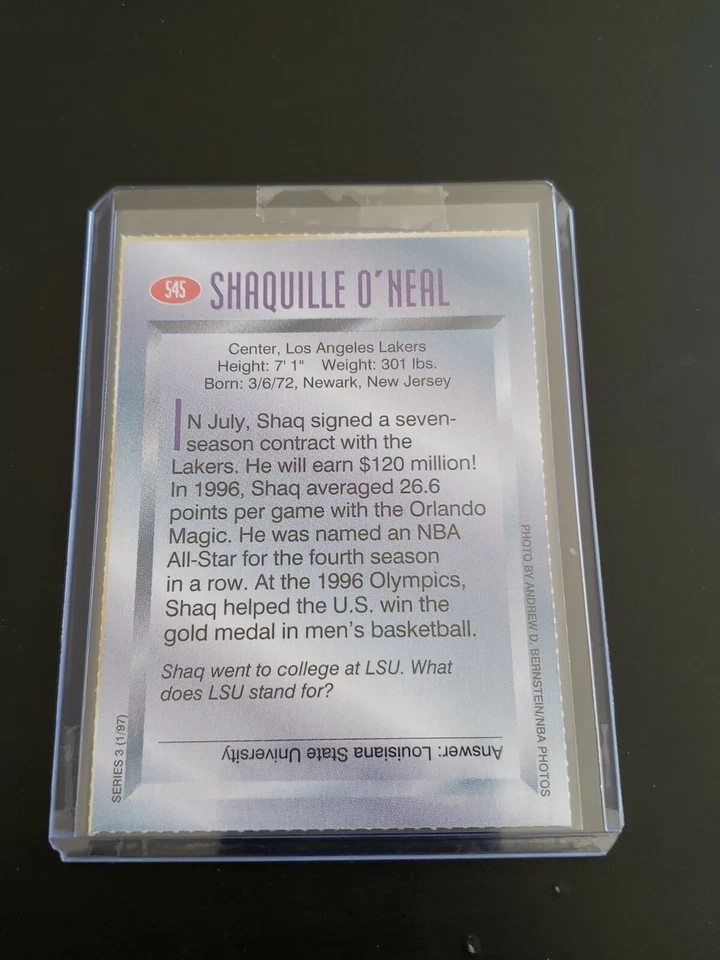 545 SHAQUILLE O'NEAL
Center, Los Angeles Lakers
Height: 7' 1" Weight: 301 lbs.
Born: 3/6/72, Newark, New Jersey
IN July, Shaq signed a seven-
season contract with the
Lakers. He will earn $120 million!
In 1996, Shaq averaged 26.6
points per game with the Orlando
Magic. He was named an NBA
All-Star for the fourth season
in a row. At the 1996 Olympics,
Shaq helped the U.S. win the
gold medal in men's basketball.
Shaq went to college at LSU. What
does LSU stand for?
Answer: Louisiana State University
SERIES 3 (1/97)
PHOTO BY ANDREW D. BERNSTEIN/NBA PHOTOS